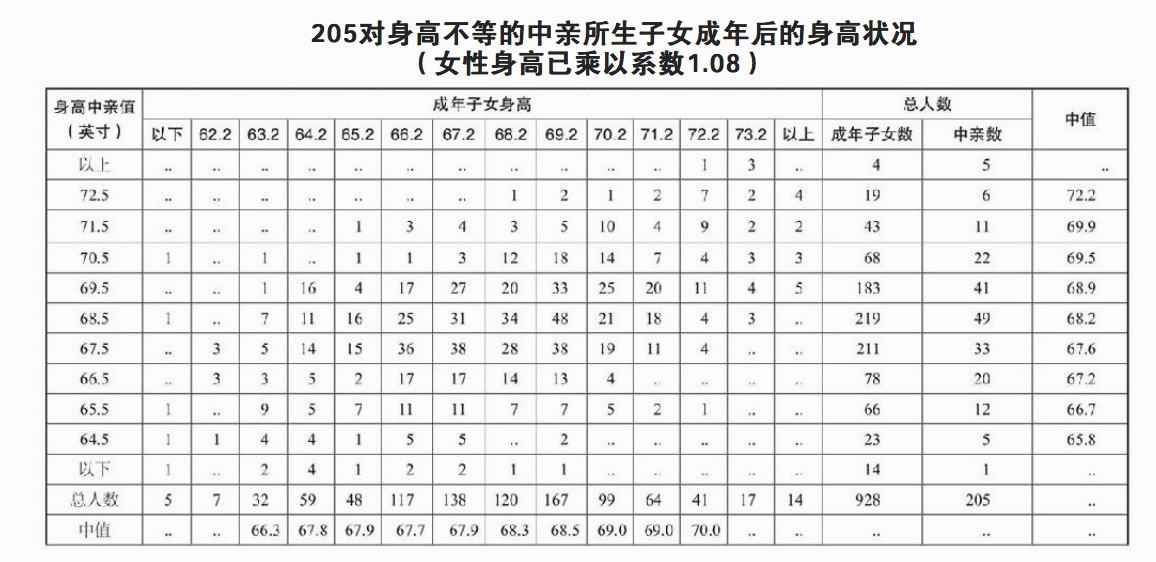 205对身高不等的中亲所生子女成年后的身高状况
（女性身高已乘以系数1.08）
身高中亲值（英寸） 成年子女身高 总人数 中值
以下 62.2 63.2 64.2 65.2 66.2 67.2 68.2 69.2 70.2 71.2 72.2 73.2 以上 成年子女数 中亲数
以上 .. .. .. .. .. .. .. .. .. .. .. 1 3 .. 4 5 ..
72.5 .. .. .. .. .. .. .. 1 2 1 2 7 2 4 19 6 72.2
71.5 .. .. .. .. 1 3 4 3 5 10 4 9 2 2 43 11 69.9
70.5 1 .. 1 .. 1 1 3 12 18 14 7 4 3 3 68 22 69.5
69.5 .. .. 1 16 4 17 27 20 33 25 20 11 4 5 183 41 68.9
68.5 1 .. 7 11 16 25 31 34 48 21 18 4 3 .. 219 49 68.2
67.5 .. 3 5 14 15 36 38 28 38 19 11 4 .. .. 211 33 67.6
66.5 .. 3 3 5 2 17 17 14 13 4 .. .. .. .. 78 20 67.2
65.5 1 .. 9 5 7 11 11 7 7 5 2 1 .. .. 66 12 66.7
64.5 1 1 4 4 1 5 5 .. 2 .. .. .. .. .. 23 5 65.8
以下 1 .. 2 4 1 2 2 1 1 .. .. .. .. .. 14 1 ..
总人数 5 7 32 59 48 117 138 120 167 99 64 41 17 14 928 205 ..
中值 .. .. 66.3 67.8 67.9 67.7 67.9 68.3 68.5 69.0 69.0 70.0 .. .. .. .. ..